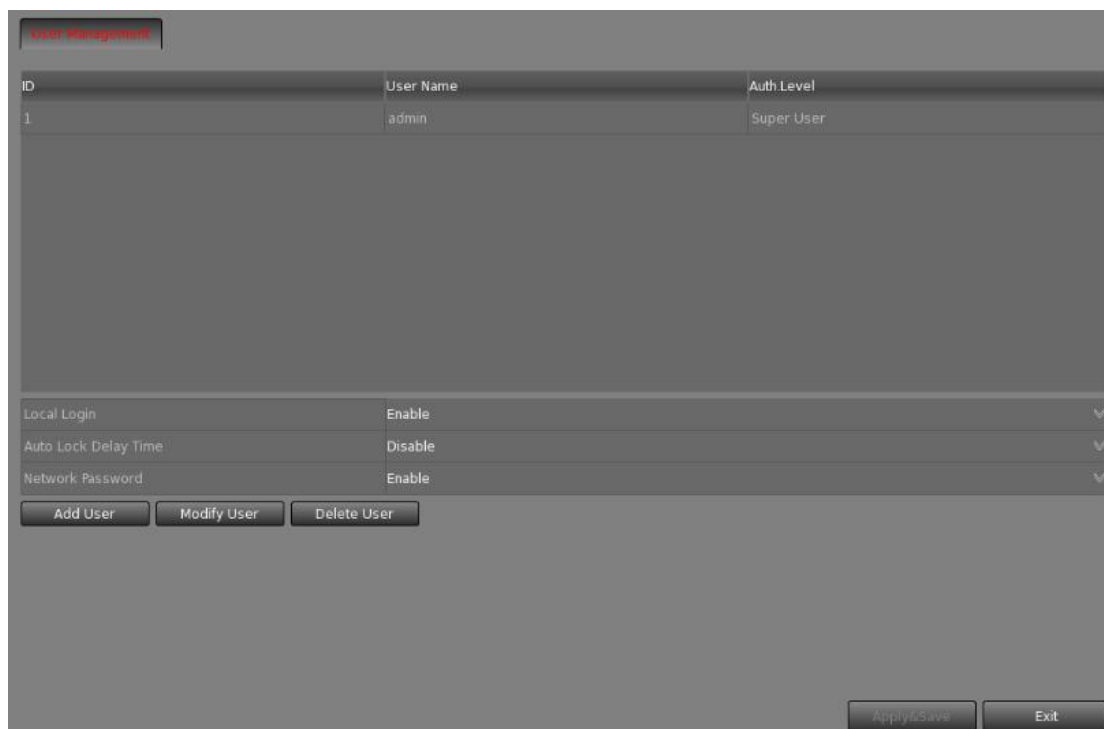 User Management
ID User Name Auth.Level
1 admin Super User
Local Login Enable
Auto Lock Delay Time Disable
Network Password Enable
Add User Modify User Delete User
Apply&Save Exit